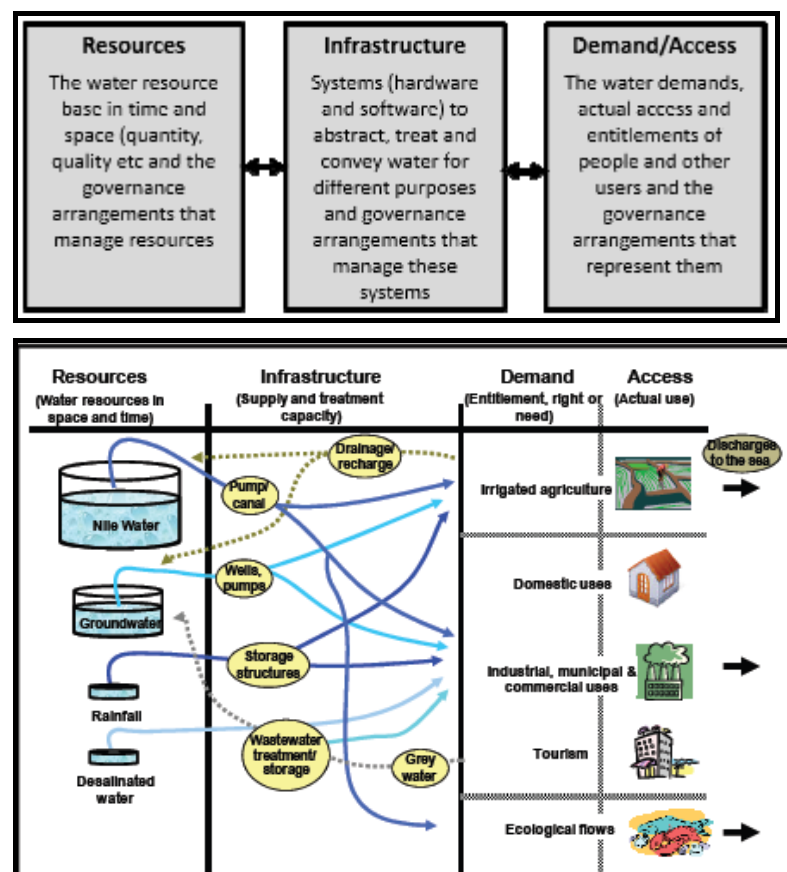 Resources
The water resource
base in time and
space (quantity,
quality etc and the
governance
arrangements that
manage resources
Infrastructure
Systems (hardware
and software) to
abstract, treat and
convey water for
different purposes
and governance
arrangements that
manage these
systems
Demand/Access
The water demands,
actual access and
entitlements of
people and other
users and the
governance
arrangements that
represent them
Resources
(Water resources in
space and time)
Infrastructure
(Supply and treatment
capacity)
Demand
(Entitlement, right or
need)
Access
(Actual use)
Discharges
to the sea
Drainage/
recharge
Nile Water
Pump/
canal
Irrigated agriculture
Groundwater
Wells,
pumps
Domestic uses
Rainfall
Storage
structures
Industrial, municipal &
commercial uses
Desalinated
water
Wastewater
treatment/
storage
Grey
water
Tourism
Ecological flows